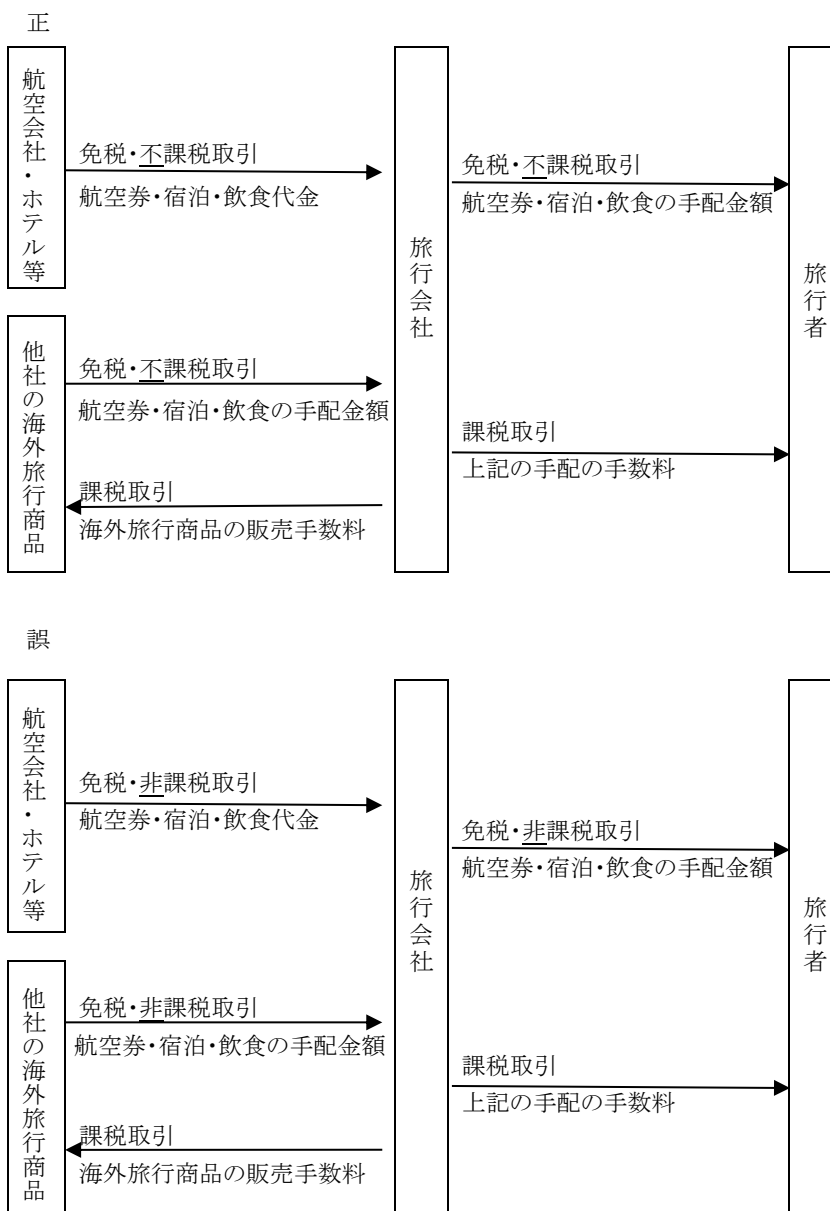 正
航空会社・ホテル等
免税・不課税取引
航空券・宿泊・飲食代金
旅行会社
免税・不課税取引
航空券・宿泊・飲食の手配金額
旅行者
他社の海外旅行商品
免税・不課税取引
航空券・宿泊・飲食の手配金額
課税取引
海外旅行商品の販売手数料
課税取引
上記の手配の手数料
誤
航空会社・ホテル等
免税・非課税取引
航空券・宿泊・飲食代金
旅行会社
免税・非課税取引
航空券・宿泊・飲食の手配金額
旅行者
他社の海外旅行商品
免税・非課税取引
航空券・宿泊・飲食の手配金額
課税取引
海外旅行商品の販売手数料
課税取引
上記の手配の手数料